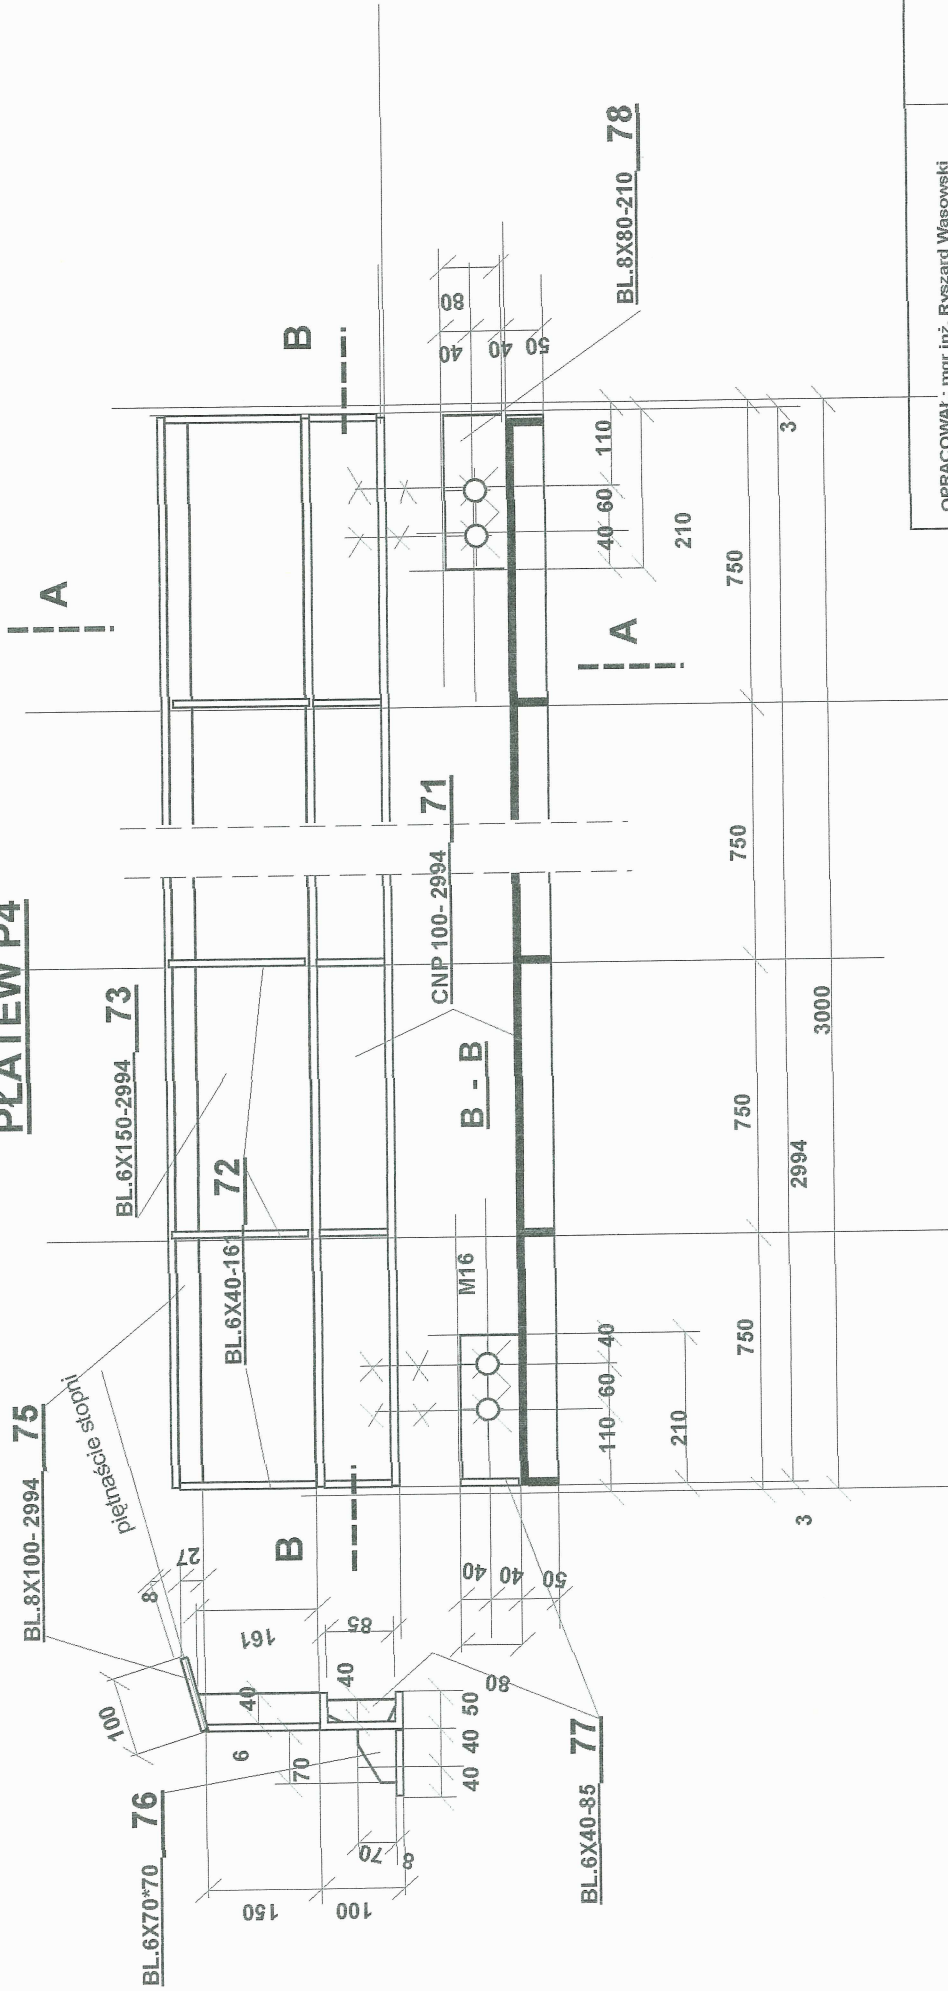 PŁATEW P4
BL.8X100- 2994 75
piętnaście stopni
BL.6X150-2994 73
BL.6X40-161 72
CNP 100- 2994 71
BL.8X80-210 78
BL.6X70*70 76
BL.6X40-85 77
A
A
B
B
B - B
M16
100
8
27
161
85
40
40
6
70
70
8
150
100
40
40
50
80
40
40
50
110
60
40
210
750
750
750
750
2994
3000
3
3
40
60
110
210
80
40
40
50
OPRACOWAŁ - mgr inż. Ryszard Wąsowski